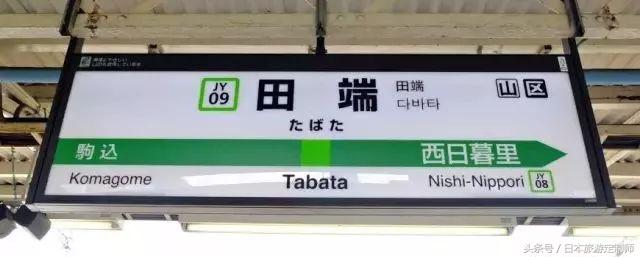 JY
09
田端
たばた
田端
다바타
山 区
駒込
西日暮里
Komagome
Tabata
Nishi-Nippori
JY
08
头条号 / 日本旅游定制师